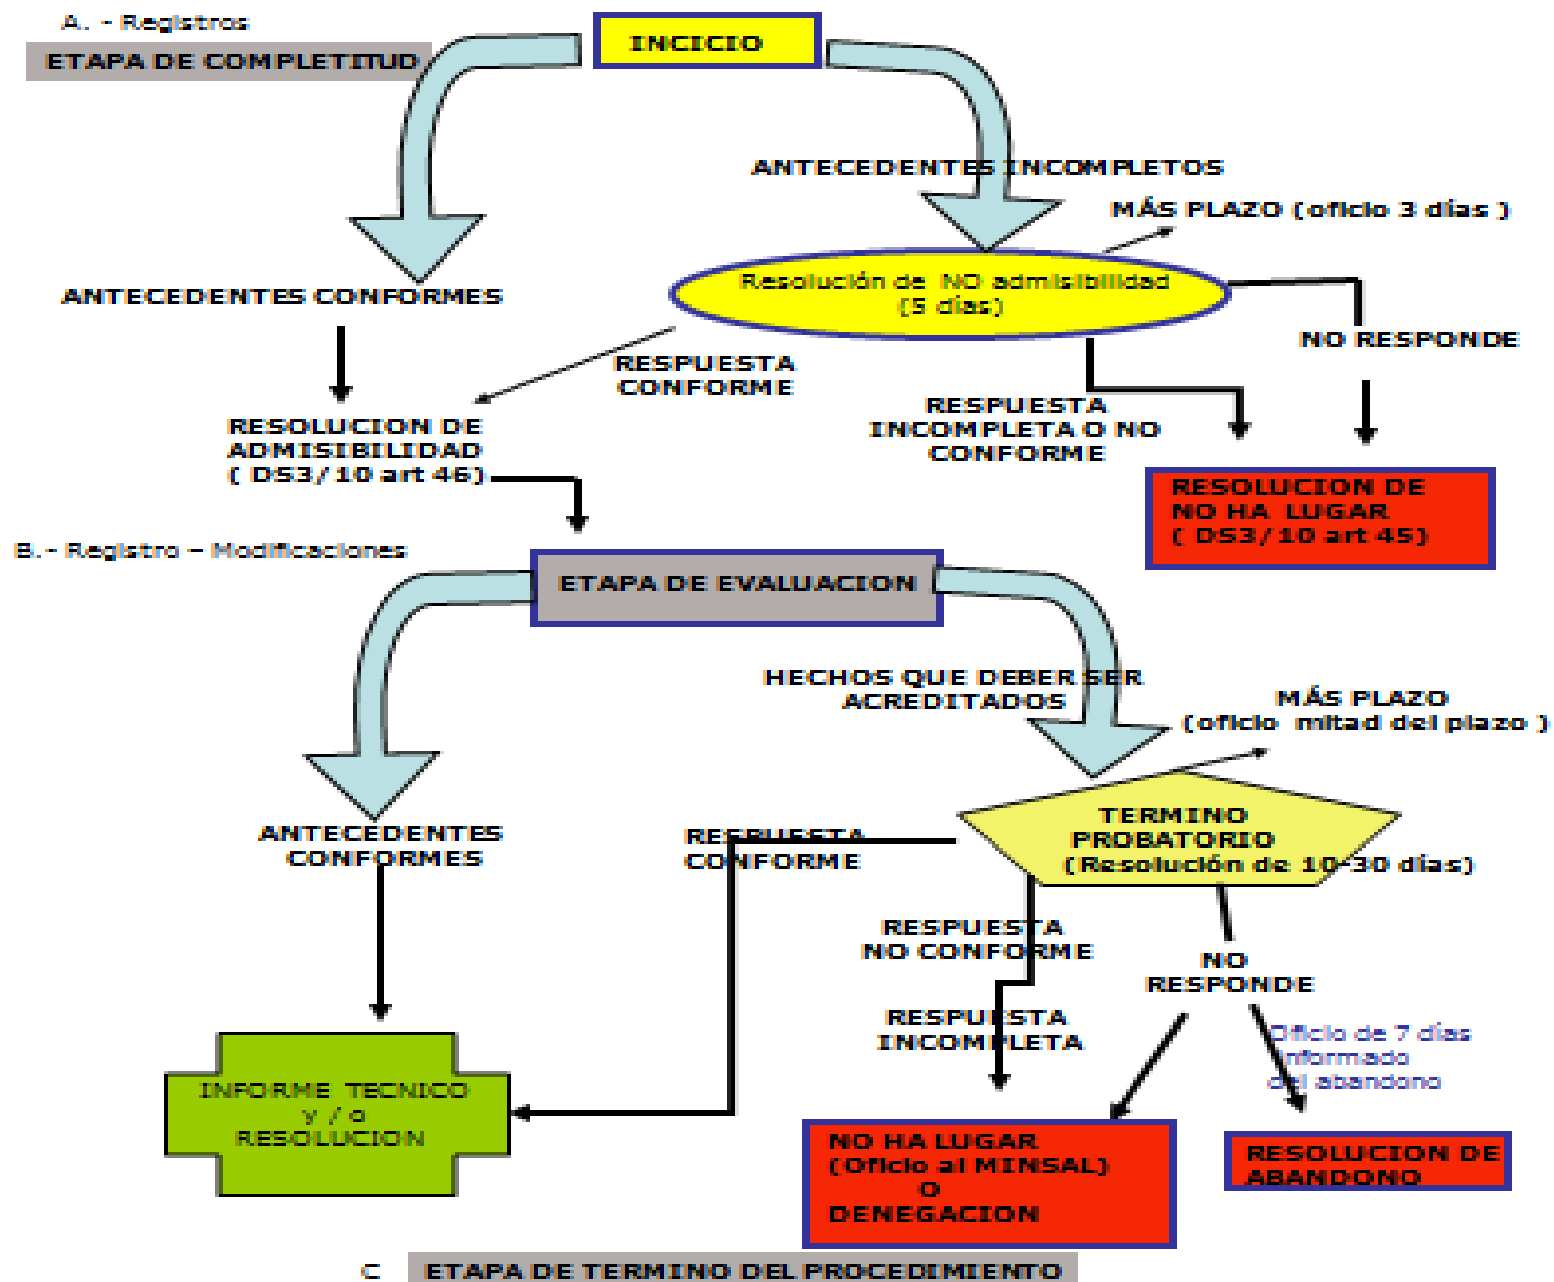 A. - Registros
ETAPA DE COMPLETITUD
INCICIO
ANTECEDENTES INCOMPLETOS
MÁS PLAZO (oficio 3 días )
Resolución de NO admisibilidad
(5 días)
ANTECEDENTES CONFORMES
NO RESPONDE
RESPUESTA
CONFORME
RESPUESTA
INCOMPLETA O NO
CONFORME
RESOLUCION DE
ADMISIBILIDAD
( DS3/10 art 46)
RESOLUCION DE
NO HA LUGAR
( DS3/10 art 45)
B.- Registro – Modificaciones
ETAPA DE EVALUACION
HECHOS QUE DEBER SER
ACREDITADOS
MÁS PLAZO
(oficio mitad del plazo )
ANTECEDENTES
CONFORMES
RESPUESTA
CONFORME
TERMINO
PROBATORIO
(Resolución de 10-30 días)
RESPUESTA
NO CONFORME
NO
RESPONDE
RESPUESTA
INCOMPLETA
Oficio de 7 días
informado
del abandono
INFORME TECNICO
y / o
RESOLUCION
NO HA LUGAR
(Oficio al MINSAL)
O
DENEGACION
RESOLUCION DE
ABANDONO
C ETAPA DE TERMINO DEL PROCEDIMIENTO